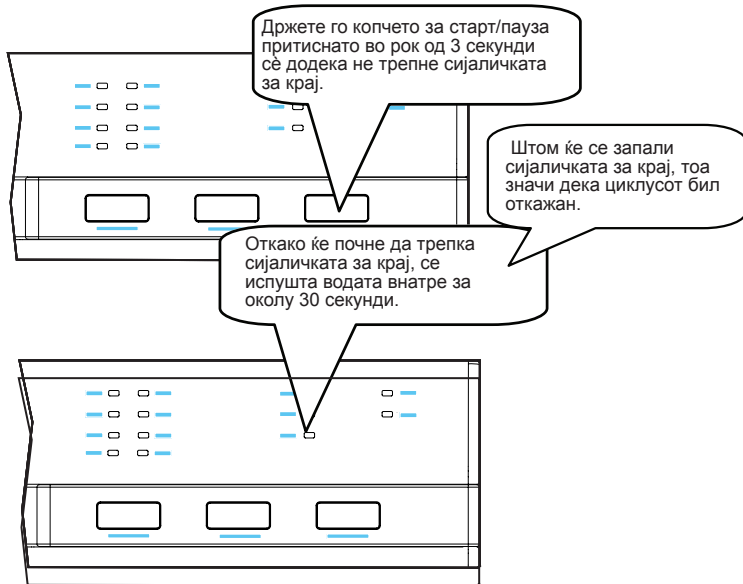 Држете го копчето за старт/пауза
притиснато во рок од 3 секунди
сѐ додека не трепне сијаличката
за крај.
Штом ќе се запали
сијаличката за крај, тоа
значи дека циклусот бил
откажан.
Откако ќе почне да трепка
сијаличката за крај, се
испушта водата внатре за
околу 30 секунди.